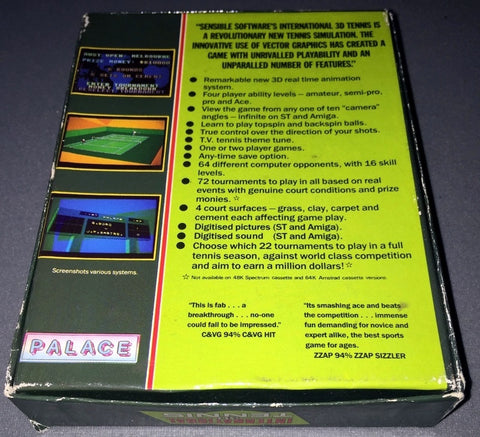 "SENSIBLE SOFTWARE'S INTERNATIONAL 3D TENNIS
IS A REVOLUTIONARY NEW TENNIS SIMULATION. THE
INNOVATIVE USE OF VECTOR GRAPHICS HAS CREATED A
GAME WITH UNRIVALLED PLAYABILITY AND AN
UNPARALLED NUMBER OF FEATURES."
● Remarkable new 3D real time animation
system.
● Four player ability levels – amateur, semi-pro,
pro and Ace.
● View the game from any one of ten "camera"
angles – infinite on ST and Amiga.
● Learn to play topspin and backspin balls.
● True control over the direction of your shots.
● T.V. tennis theme tune.
● One or two player games.
● Any-time save option.
● 64 different computer opponents, with 16 skill
levels.
● 72 tournaments to play in all based on real
events with genuine court conditions and prize
monies. ☆
● 4 court surfaces – grass, clay, carpet and
cement each affecting game play.
● Digitised pictures (ST and Amiga).
● Digitised sound (ST and Amiga).
● Choose which 22 tournaments to play in a full
tennis season, against world class competition
and aim to earn a million dollars! ☆
☆ Not available on 48K Spectrum cassette and 64K Amstrad cassette versions.
"This is fab . . . a
breakthrough . . . no-one
could fail to be impressed."
C&VG 94% C&VG HIT
"Its smashing ace and beats
the competition . . . immense
fun demanding for novice and
expert alike, the best sports
game for ages.
ZZAP 94% ZZAP SIZZLER
OPEN: MELBOURNE
PRIZE MONEY:
ENTER TOURNAMENT
Screenshots various systems.
PALACE
INTERNATIONAL
TENNIS